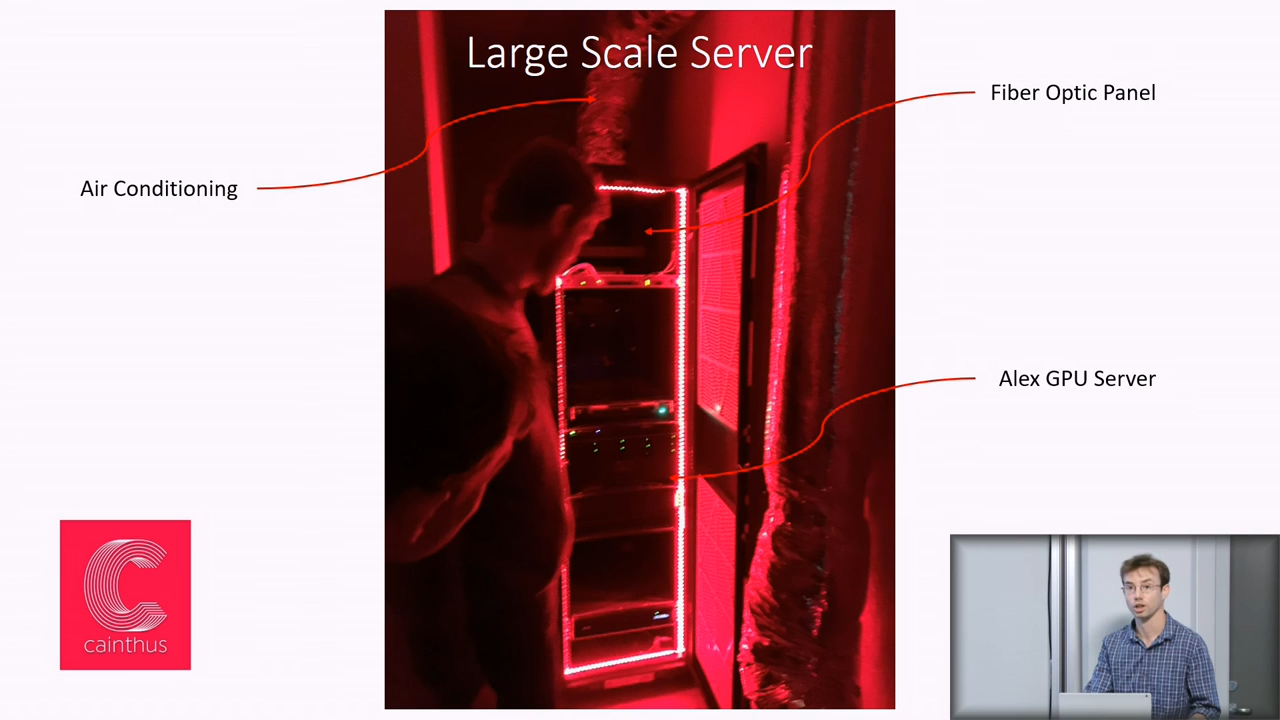 Large Scale Server
Fiber Optic Panel
Air Conditioning
Alex GPU Server
cainthus